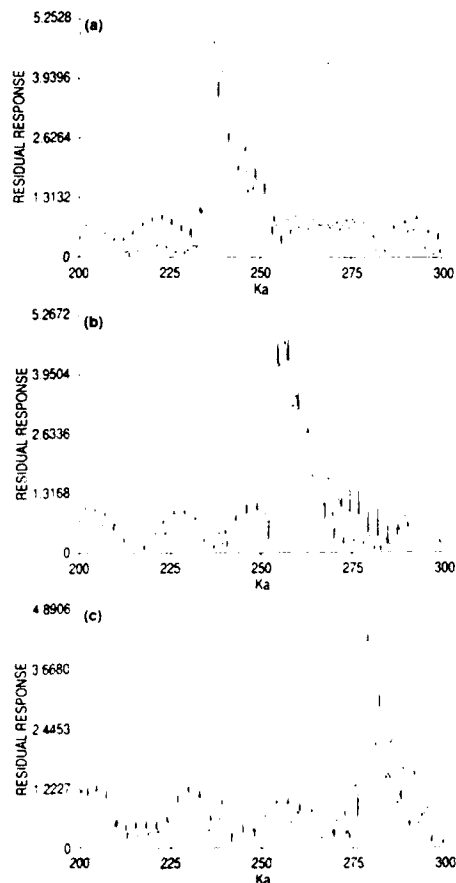 (a)
RESIDUAL RESPONSE
5.2528
3.9396
2.6264
1.3132
0
200 225 250 275 300
Ka
(b)
RESIDUAL RESPONSE
5.2672
3.9504
2.6336
1.3168
0
200 225 250 275 300
Ka
(c)
RESIDUAL RESPONSE
4 8906
3 6680
2 4453
1.2227
0
200 225 250 275 300
Ka